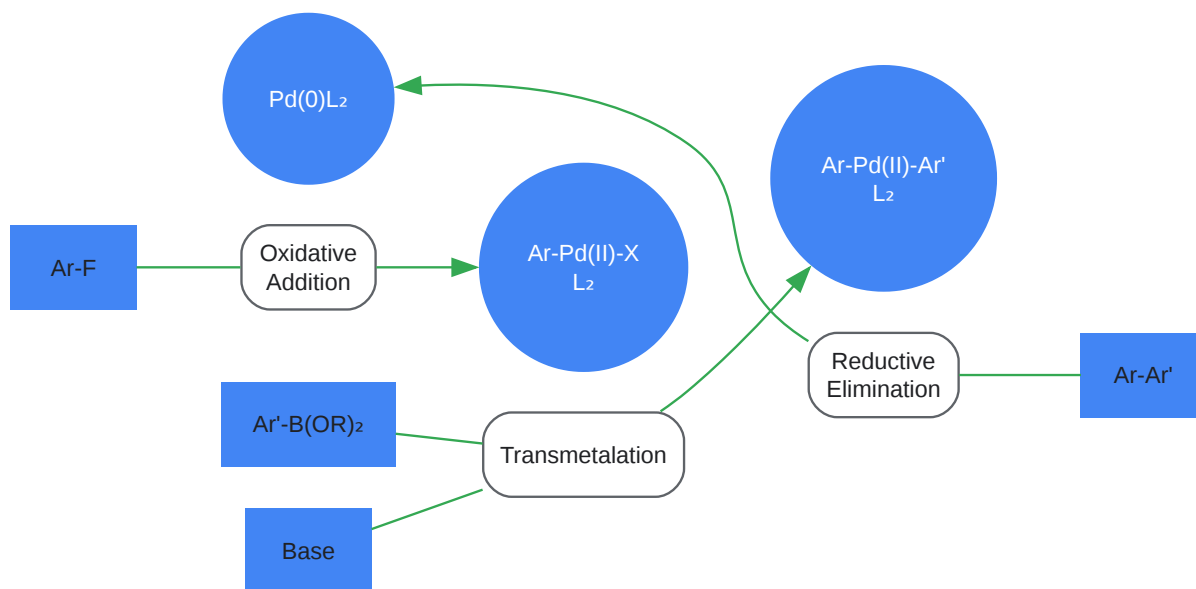 Pd(0)L₂
Ar-Pd(II)-Ar'
L₂
Ar-F
Oxidative
Addition
Ar-Pd(II)-X
L₂
Reductive
Elimination
Ar-Ar'
Ar'-B(OR)₂
Transmetalation
Base